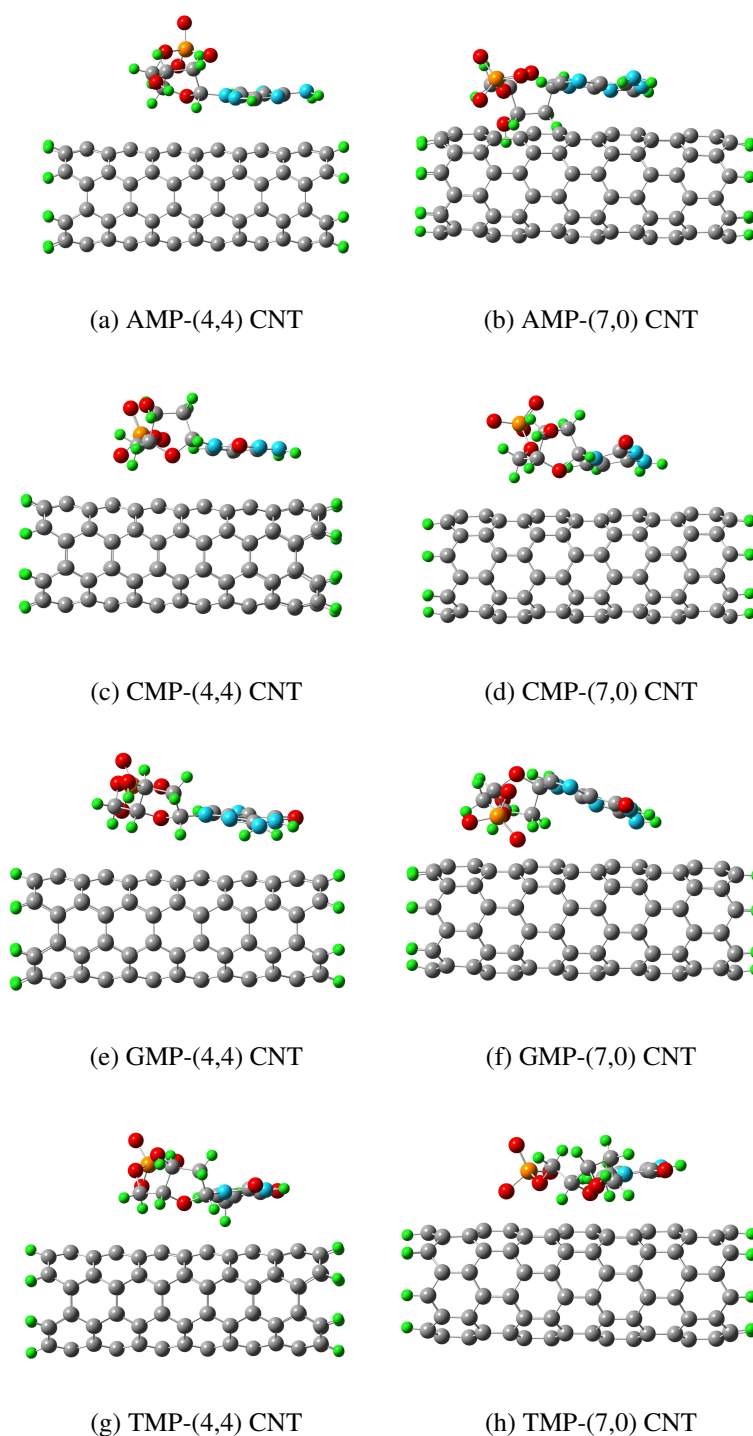 (a) AMP-(4,4) CNT
(b) AMP-(7,0) CNT
(c) CMP-(4,4) CNT
(d) CMP-(7,0) CNT
(e) GMP-(4,4) CNT
(f) GMP-(7,0) CNT
(g) TMP-(4,4) CNT
(h) TMP-(7,0) CNT